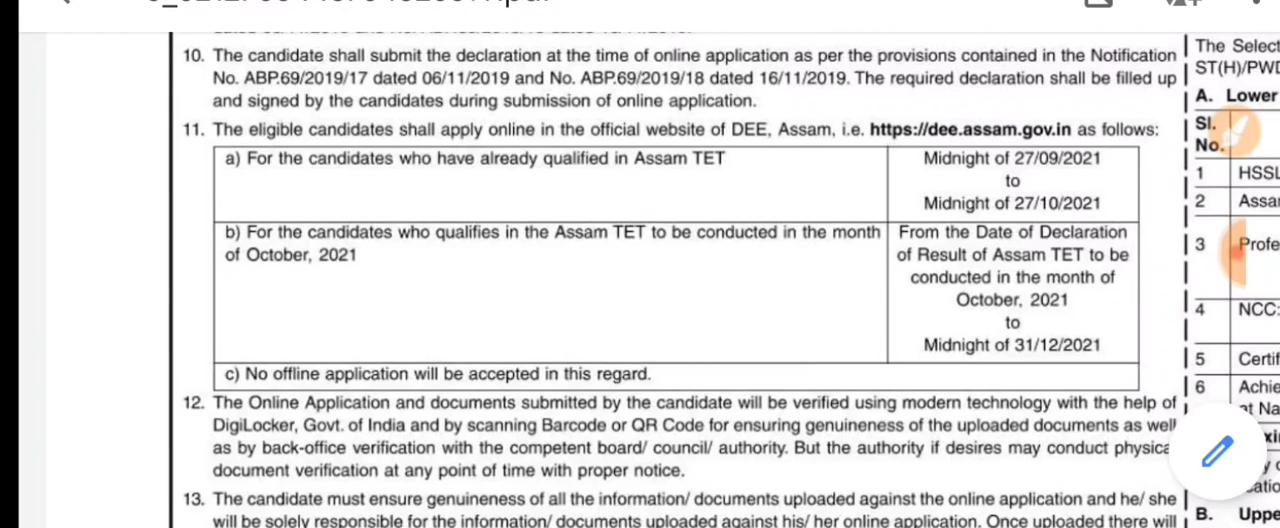 10. The candidate shall submit the declaration at the time of online application as per the provisions contained in the Notification
No. ABP.69/2019/17 dated 06/11/2019 and No. ABP.69/2019/18 dated 16/11/2019. The required declaration shall be filled up
and signed by the candidates during submission of online application.
11. The eligible candidates shall apply online in the official website of DEE, Assam, i.e. https://dee.assam.gov.in as follows:
a) For the candidates who have already qualified in Assam TET
Midnight of 27/09/2021
to
Midnight of 27/10/2021
b) For the candidates who qualifies in the Assam TET to be conducted in the month
of October, 2021
From the Date of Declaration
of Result of Assam TET to be
conducted in the month of
October, 2021
to
Midnight of 31/12/2021
c) No offline application will be accepted in this regard.
12. The Online Application and documents submitted by the candidate will be verified using modern technology with the help of
DigiLocker, Govt. of India and by scanning Barcode or QR Code for ensuring genuineness of the uploaded documents as well
as by back-office verification with the competent board/ council/ authority. But the authority if desires may conduct physica
document verification at any point of time with proper notice.
13. The candidate must ensure genuineness of all the information/ documents uploaded against the online application and he/ she
will be solely responsible for the information/ documents uploaded against his/ her online application. Once uploaded there will
The Select
ST(H)/PWD
A. Lower
Sl.
No.
1 HSSL
2 Assam
3 Profe
4 NCC:
5 Certif
6 Achie
at Na
B. Uppe